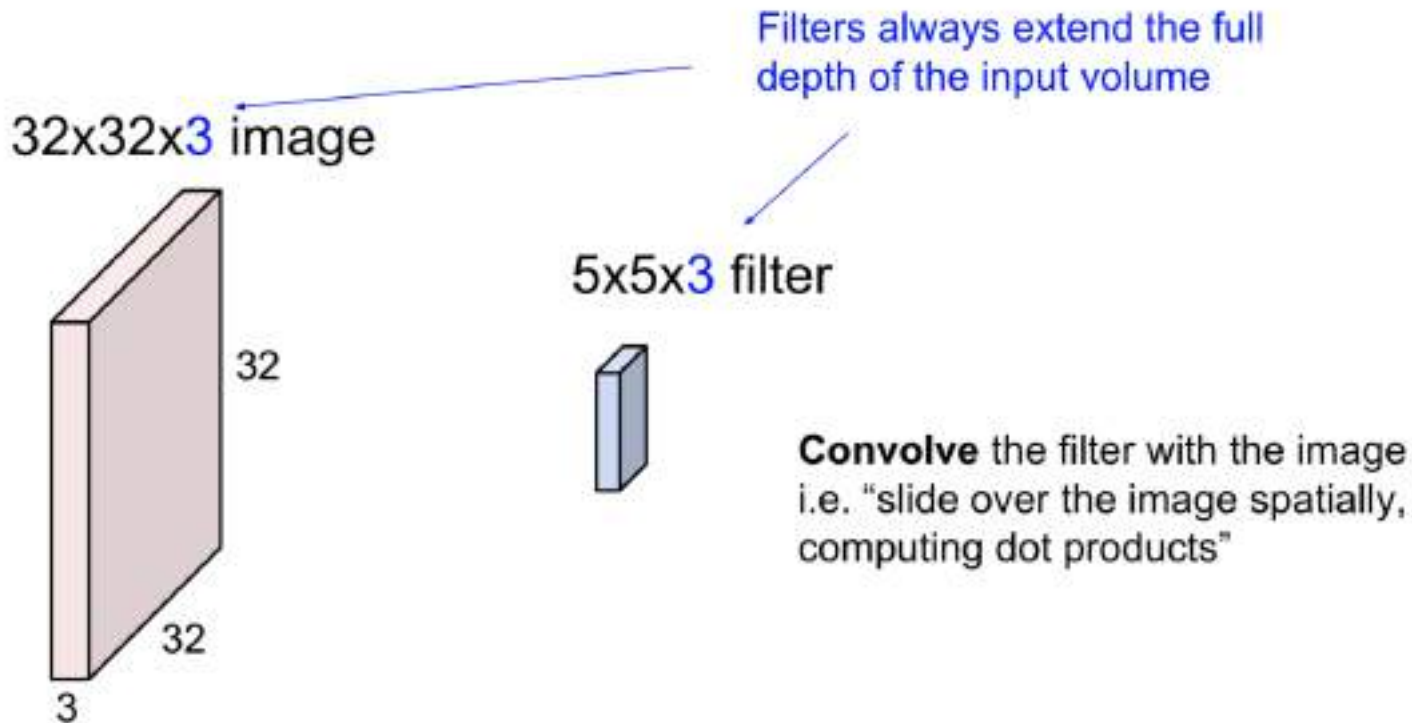 Filters always extend the full
depth of the input volume
32x32x3 image
5x5x3 filter
32
Convolve the filter with the image
i.e. “slide over the image spatially,
computing dot products”
32
3